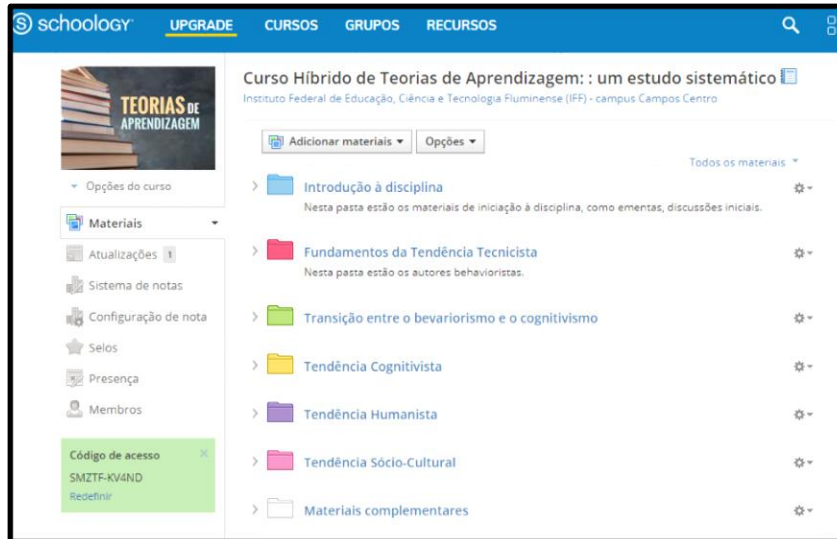 schoology UPGRADE CURSOS GRUPOS RECURSOS
TEORIAS DE
APRENDIZAGEM
Opções do curso
Materiais
Atualizações 1
Sistema de notas
Configuração de nota
Selos
Presença
Membros
Código de acesso
SMZTF-KV4ND
Redefinir
Curso Híbrido de Teorias de Aprendizagem: : um estudo sistemático
Instituto Federal de Educação, Ciência e Tecnologia Fluminense (IFF) - campus Campos Centro
Adicionar materiais Opções
Todos os materiais
Introdução à disciplina
Nesta pasta estão os materiais de iniciação à disciplina, como ementas, discussões iniciais.
Fundamentos da Tendência Tecnicista
Nesta pasta estão os autores behavioristas.
Transição entre o bevariorismo e o cognitivismo
Tendência Cognitivista
Tendência Humanista
Tendência Sócio-Cultural
Materiais complementares